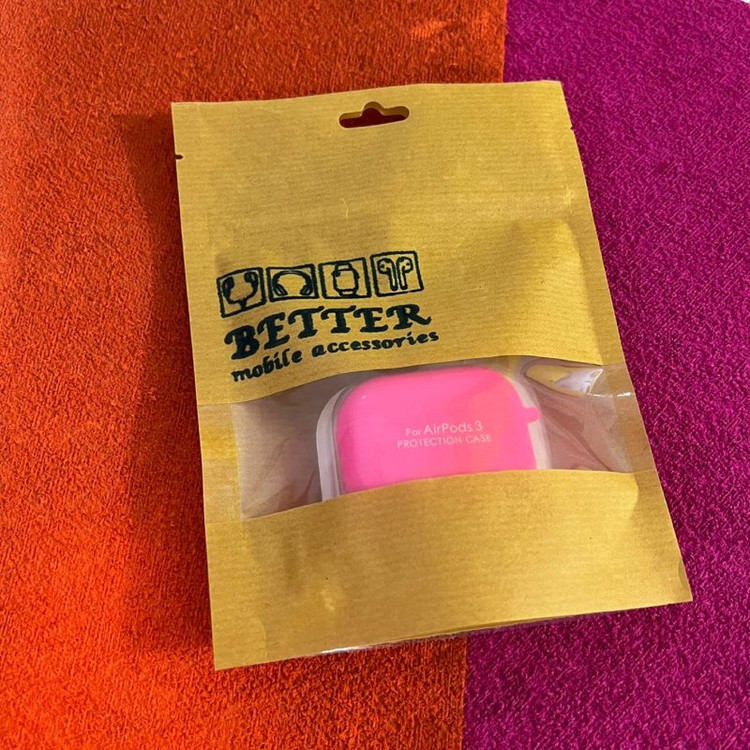 BETTER
mobile accessories
For AirPods 3
PROTECTION CASE